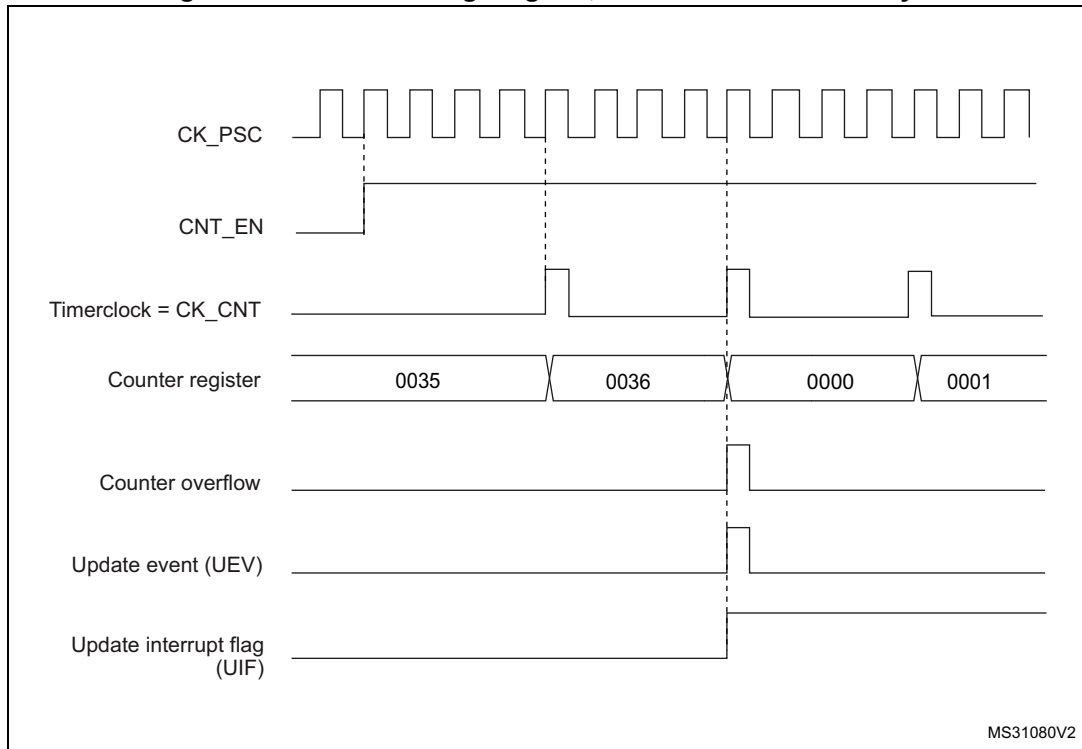 CK_PSC
CNT_EN
Timerclock = CK_CNT
Counter register
0035
0036
0000
0001
Counter overflow
Update event (UEV)
Update interrupt flag
(UIF)
MS31080V2